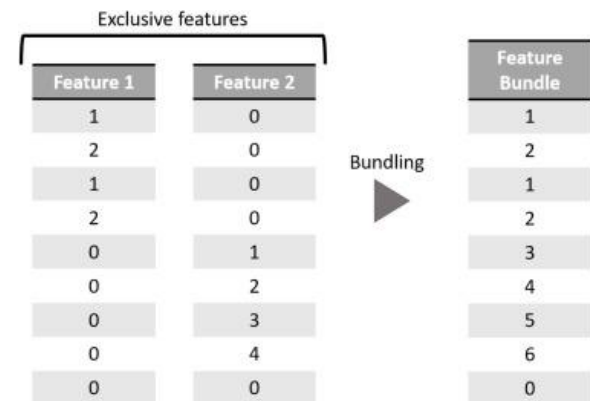 Exclusive features
Feature 1 Feature 2 Feature Bundle
1 0 1
2 0 2
1 0 1
Bundling
2 0 2
0 1 3
0 2 4
0 3 5
0 4 6
0 0 0